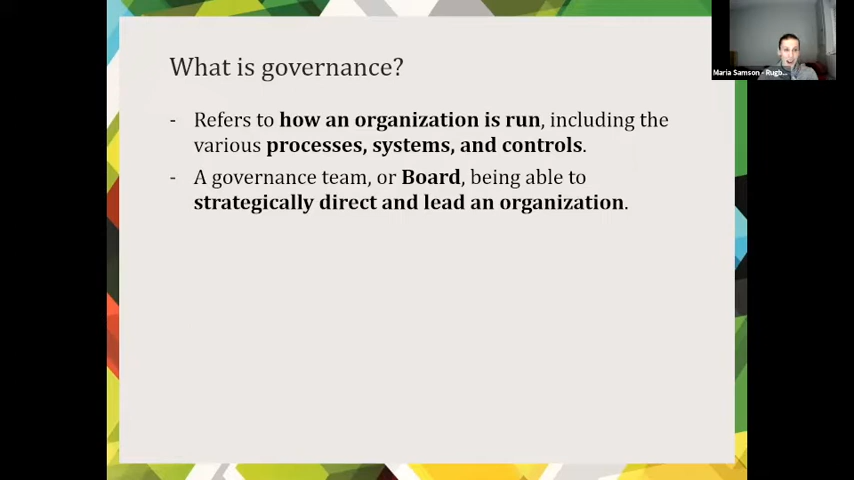 What is governance?
- Refers to how an organization is run, including the
various processes, systems, and controls.
- A governance team, or Board, being able to
strategically direct and lead an organization.
Maria Samson - Rugb...